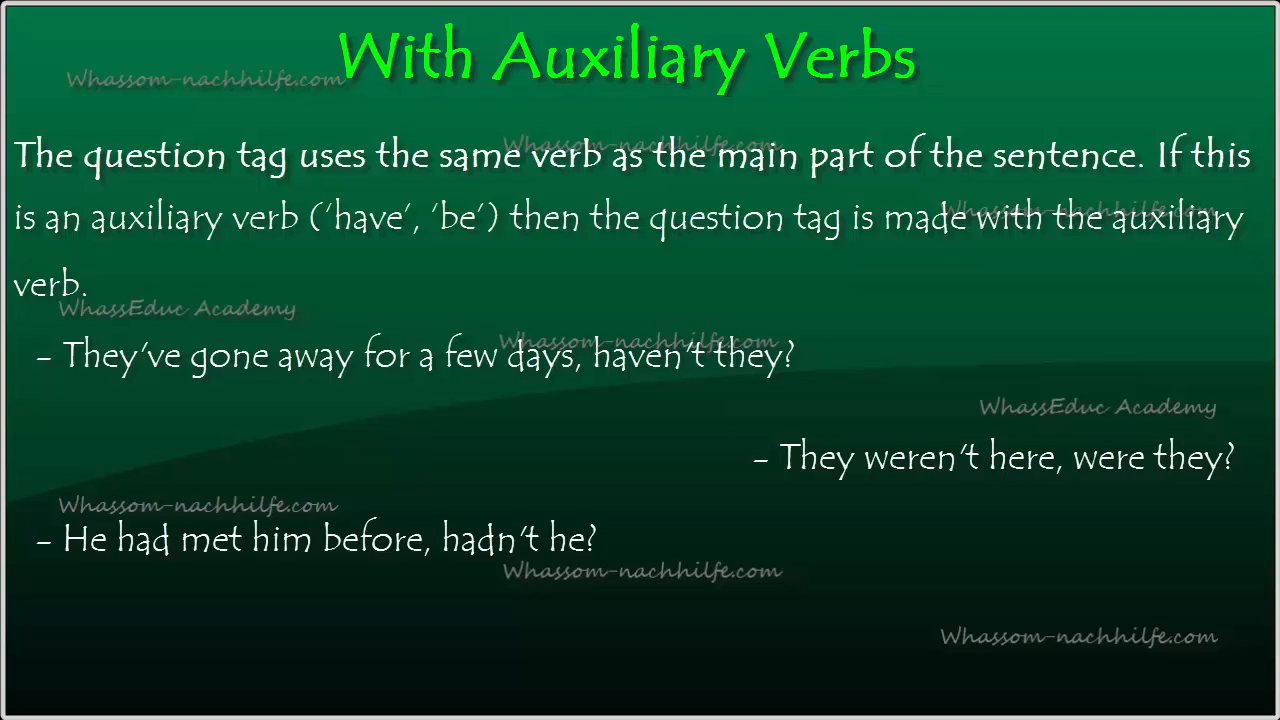 With Auxiliary Verbs
Whassom-nachhilfe.com
Whassom-nachhilfe.com
The question tag uses the same verb as the main part of the sentence. If this
Whassom-nachhilfe.com
is an auxiliary verb (‘have’, ‘be’) then the question tag is made with the auxiliary
verb.
WhassEduc Academy
Whassom-nachhilfe.com
- They’ve gone away for a few days, haven’t they?
WhassEduc Academy
- They weren’t here, were they?
Whassom-nachhilfe.com
- He had met him before, hadn’t he?
Whassom-nachhilfe.com
Whassom-nachhilfe.com